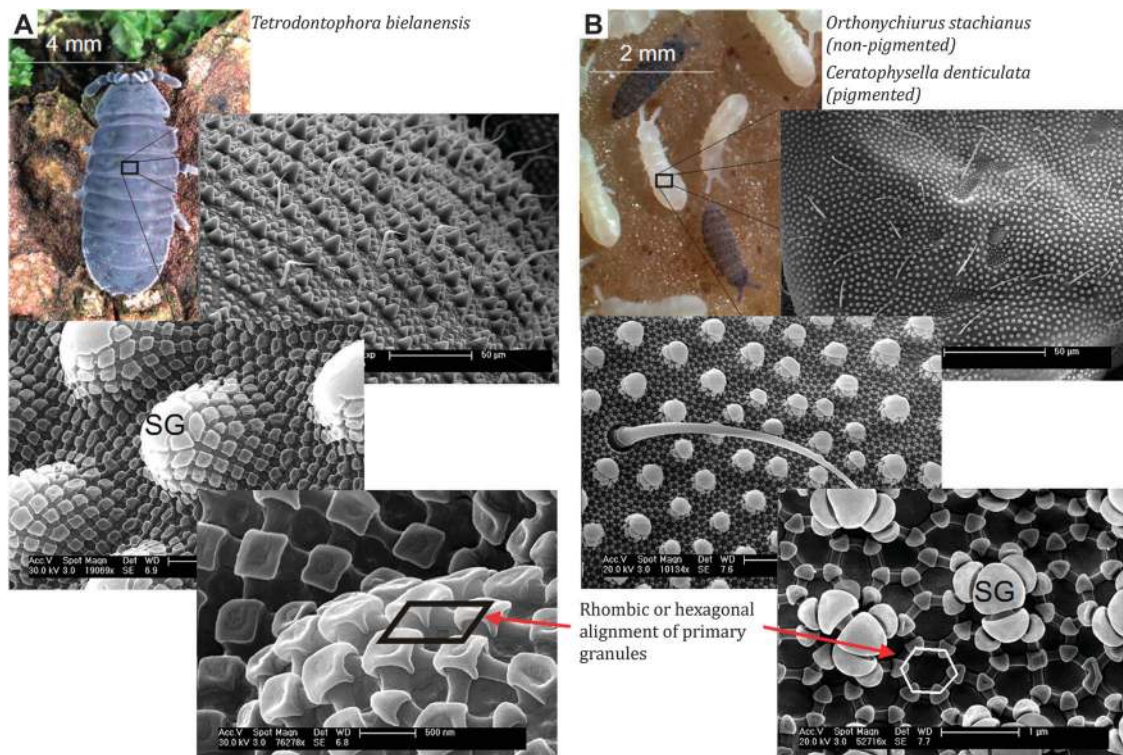 A
Tetrodontophora bielanensis
4 mm
50 µm
SG
Acc.V Spot Magn Det WD
30.0 kV 3.0 19069x SE 6.9
Acc.V Spot Magn Det WD
30.0 kV 3.0 76278x SE 6.8
500 nm
B
Orthonychiurus stachianus
(non-pigmented)
Ceratophysella denticulata
(pigmented)
2 mm
50 µm
Acc.V Spot Magn Det WD
20.0 kV 3.0 10134x SE 7.6
Rhombic or hexagonal
alignment of primary
granules
SG
Acc.V Spot Magn Det WD
20.0 kV 3.0 52716x SE 7.7
1 µm